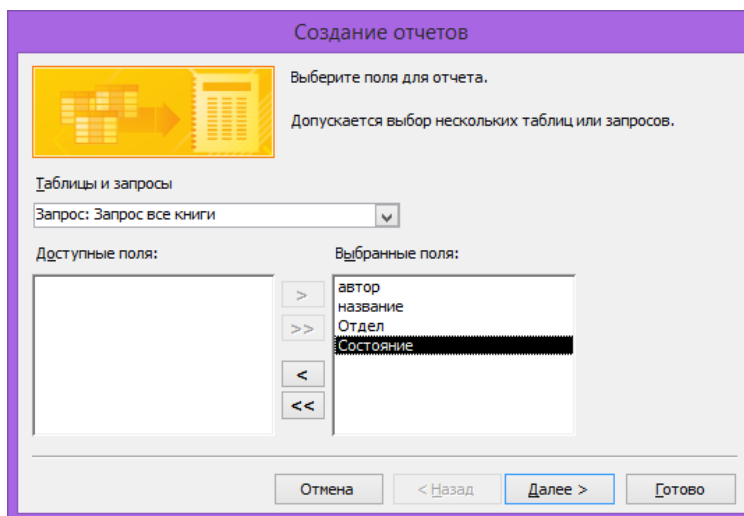 Создание отчетов
Выберите поля для отчета.
Допускается выбор нескольких таблиц или запросов.
Таблицы и запросы
Запрос: Запрос все книги
Доступные поля:
Выбранные поля:
>
>>
<
<<
автор
название
Отдел
Состояние
Отмена
< Назад
Далее >
Готово